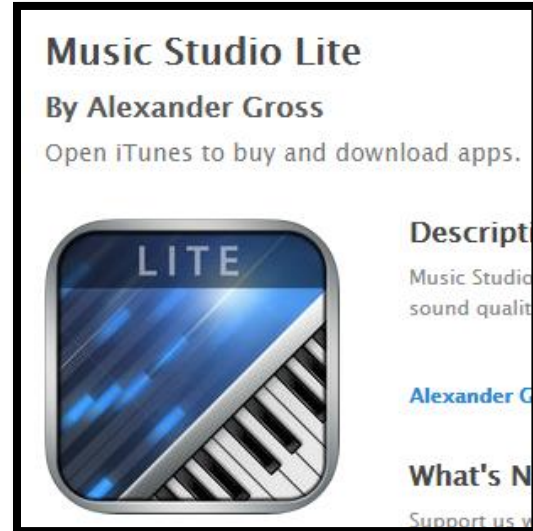 Music Studio Lite
By Alexander Gross
Open iTunes to buy and download apps.
LITE
Descripti
Music Studio
sound qualit
Alexander G
What's N
Support us w